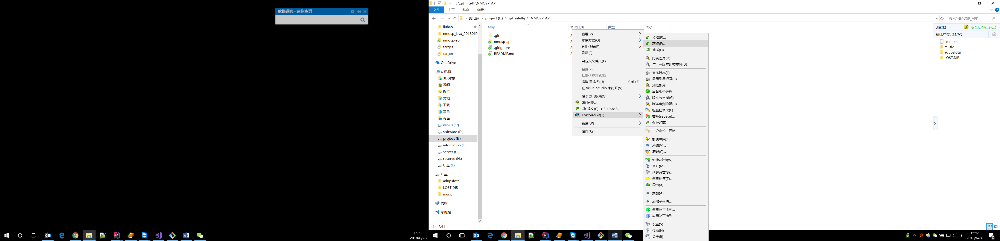 欧路词典 - 迷你查词
15:52
2018/6/28
E:\git_intellij\NMOSP_API
文件
主页
共享
查看
此电脑
project (E:)
git_intellij
NMOSP_API
搜索"NMOSP_API"
liuhao
nmosp_java_2018062
nmosp-api
target
target
OneDrive
此电脑
3D 对象
视频
图片
文档
下载
音乐
桌面
win10 (C:)
software (D:)
project (E:)
infomation (F:)
server (G:)
reserve (H:)
U 盘 (I:)
U 盘 (I:)
adupsfota
LOST.DIR
music
网络
家庭组
4 个项目
名称
修改日期
类型
大小
.git
nmosp-api
.gitignore
README.md
2
2
2
2
查看(V)
排序方式(O)
分组依据(P)
刷新(E)
自定义文件夹(F)...
粘贴(P)
粘贴快捷方式(S)
撤消 重命名(U) Ctrl+Z
在 Visual Studio 中打开(V)
授予访问权限(G)
Git 同步...
Git 提交(C) -> "liuhao"...
TortoiseGit(T)
新建(W)
属性(R)
拉取(P)...
获取(E)...
推送(H)...
比较差异(D)
与上一版本比较差异(D)
显示日志(L)
显示引用记录(R)
浏览引用
后台服务进程
版本分支图(G)
版本库浏览器(R)
检查已修改(F)
变基(rebase)...
保存贮藏
二分定位 - 开始
解决冲突(O)...
还原(V)...
清理(C)...
切换/检出(W)...
合并(M)...
创建分支(B)...
创建标签(T)...
导出(X)...
添加(A)...
添加子模块...
创建补丁序列...
应用补丁序列...
设置(S)
帮助(H)
关于(B)
U盘(I:)
安全防护已开启
剩余空间: 34.7G
cmd.bin
music
adupsfota
LOST.DIR
英
15:52
2018/6/28
2